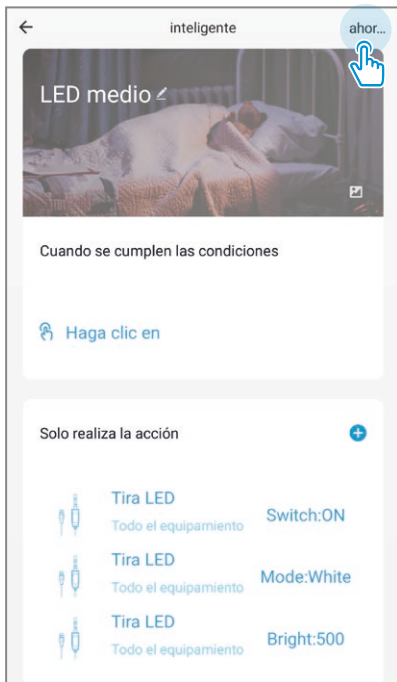 inteligente
ahor...
LED medio
Cuando se cumplen las condiciones
Haga clic en
Solo realiza la acción
Tira LED
Todo el equipamiento
Switch:ON
Tira LED
Todo el equipamiento
Mode:White
Tira LED
Todo el equipamiento
Bright:500